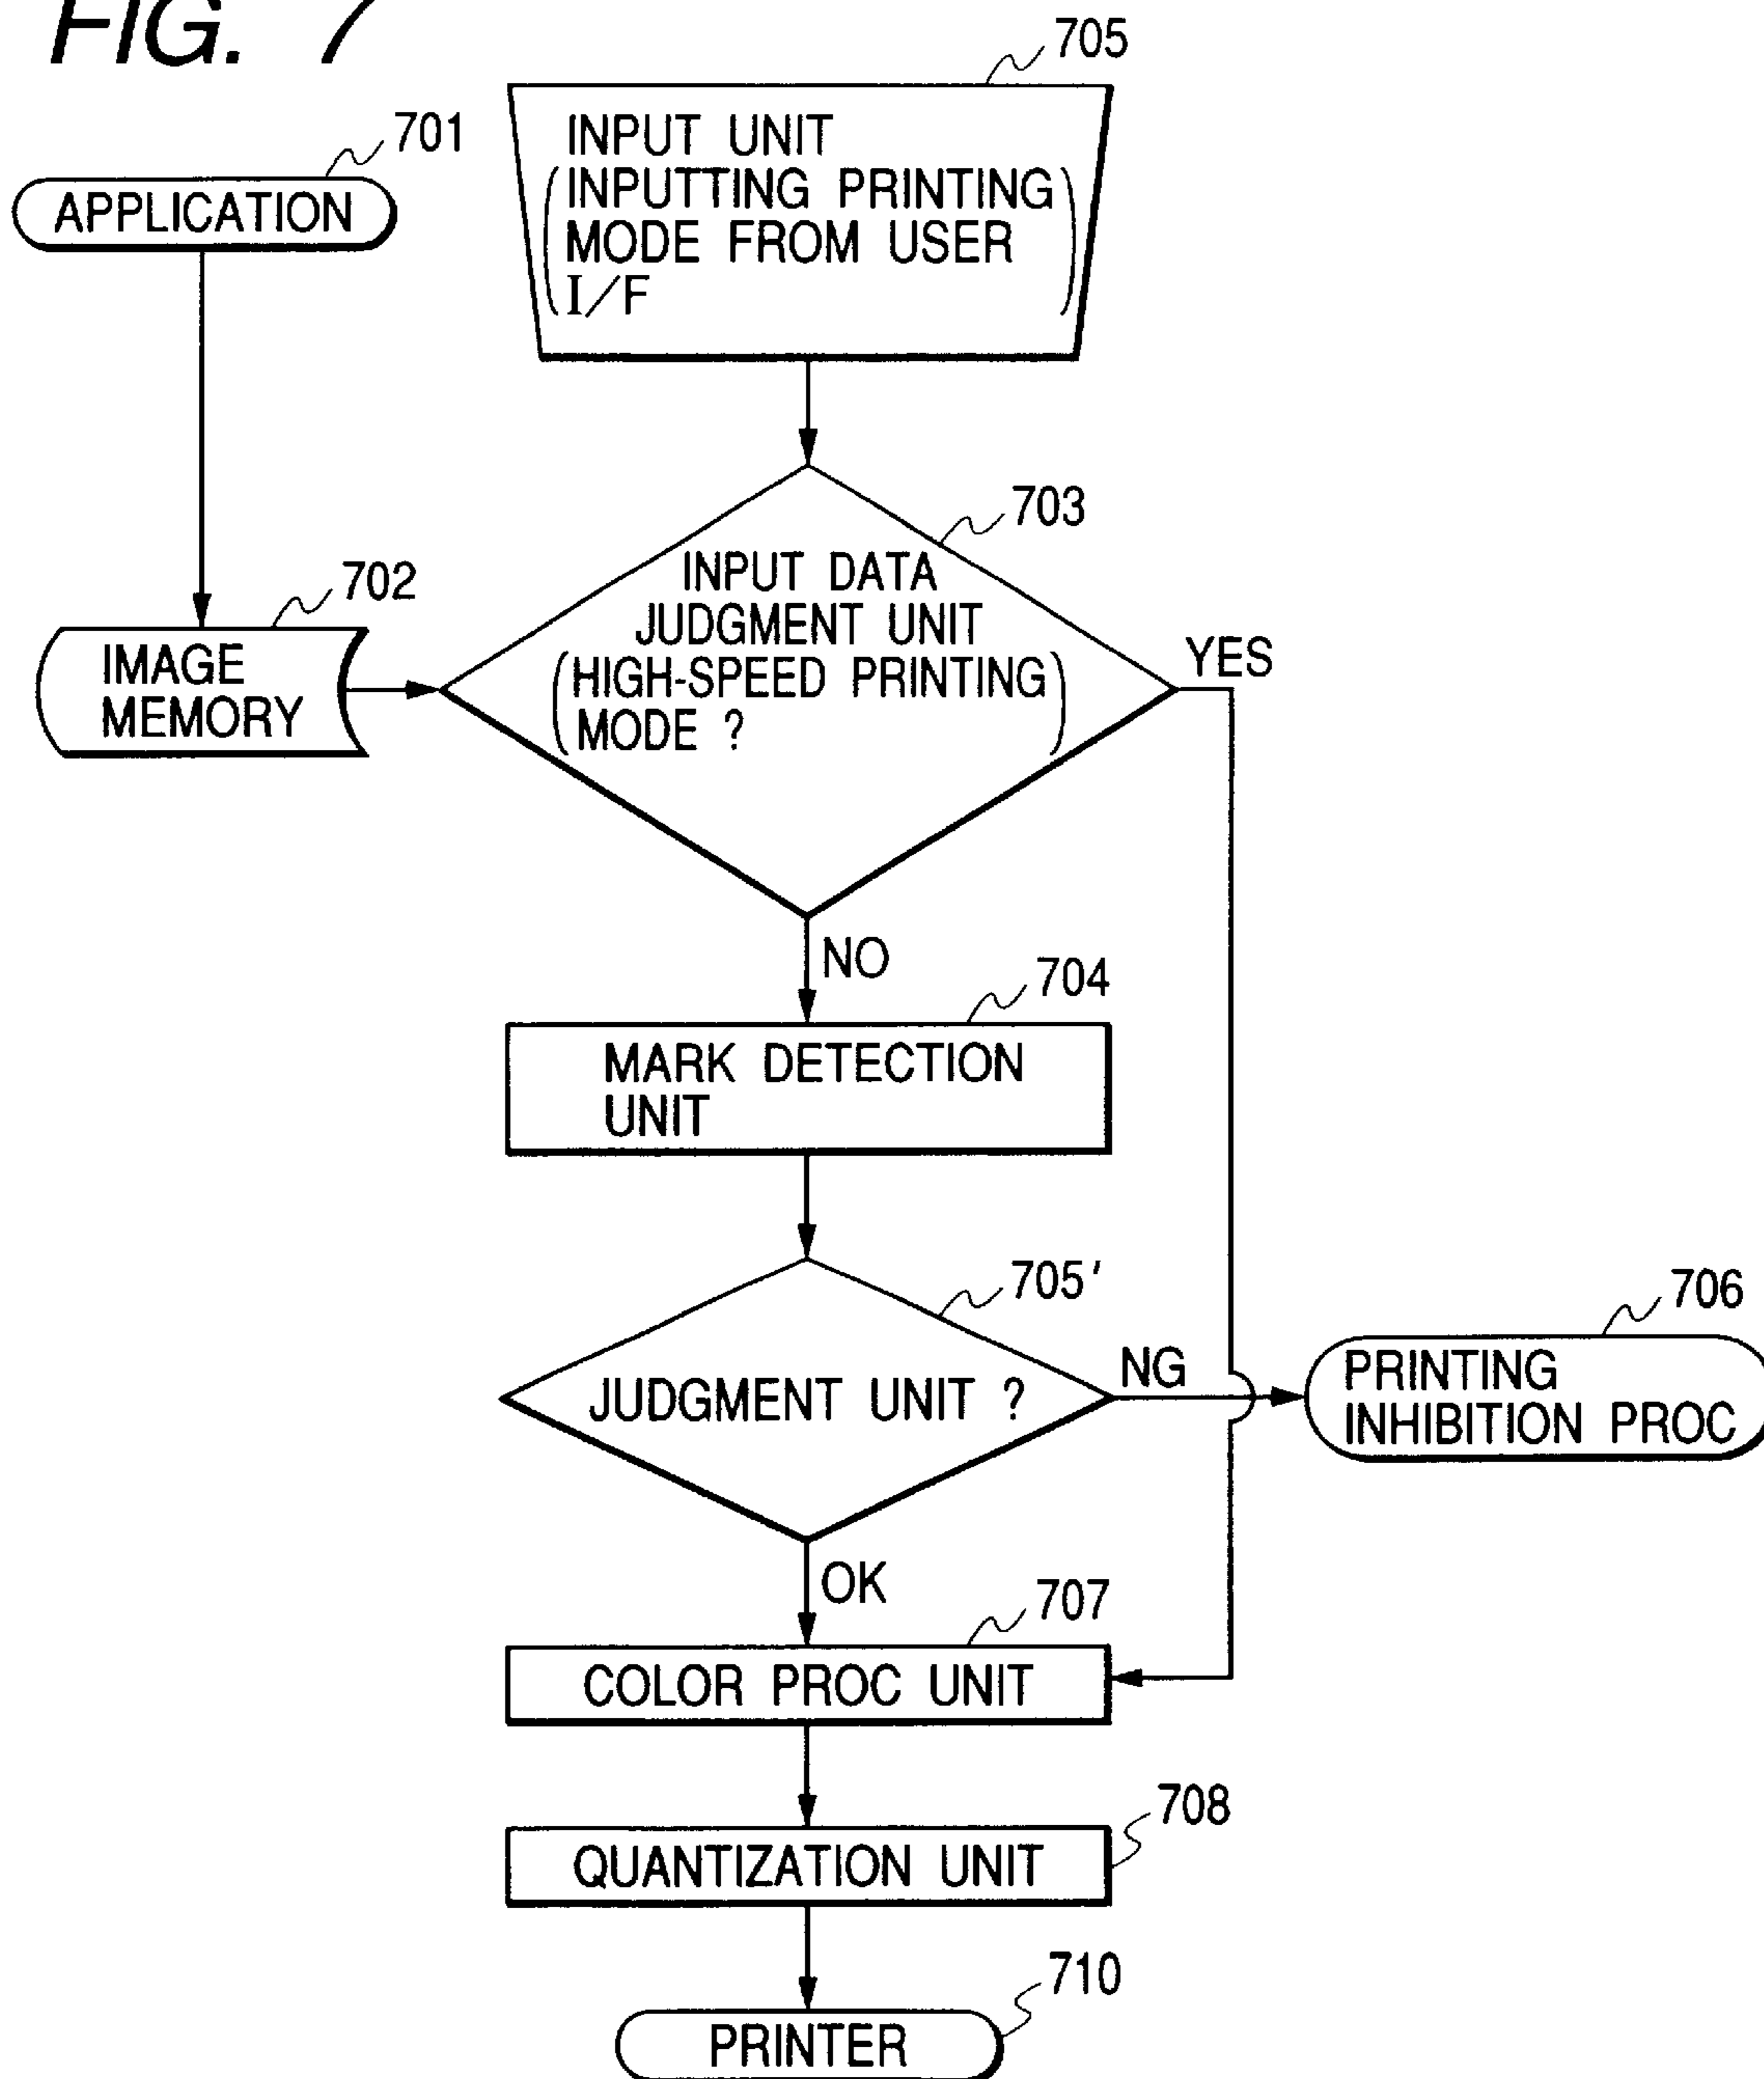 FIG. 7
705
INPUT UNIT
(INPUTTING PRINTING
MODE FROM USER
I/F)
701
APPLICATION
703
INPUT DATA
JUDGMENT UNIT
(HIGH-SPEED PRINTING
MODE ?)
YES
702
IMAGE
MEMORY
NO
704
MARK DETECTION
UNIT
705'
JUDGMENT UNIT ?
NG
706
PRINTING
INHIBITION PROC
OK
707
COLOR PROC UNIT
708
QUANTIZATION UNIT
710
PRINTER